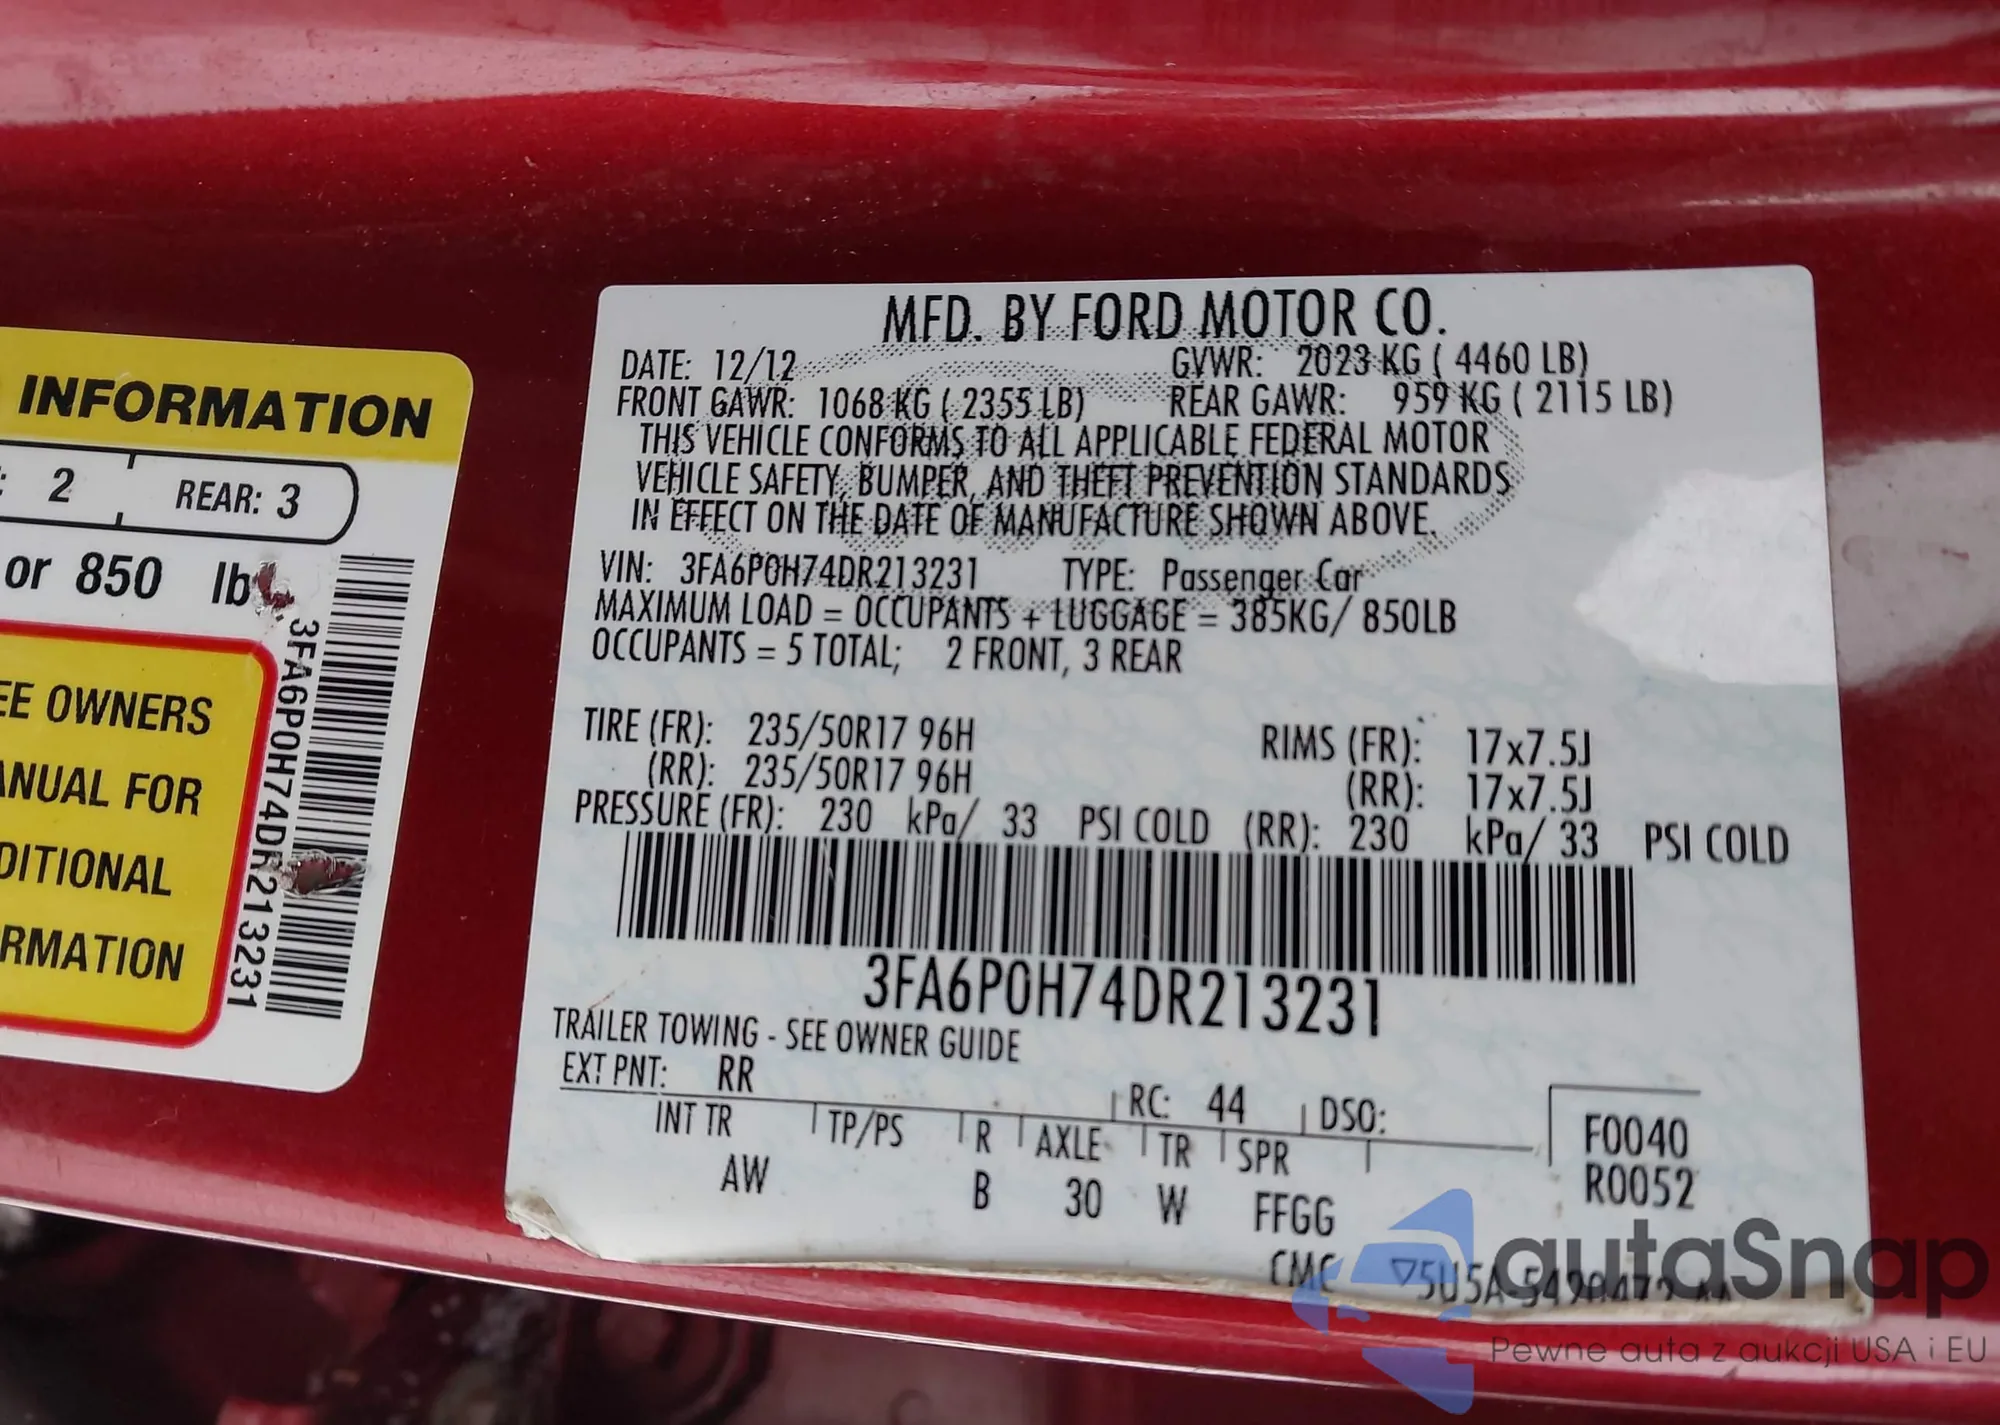 INFORMATION
2 REAR: 3
or 850 lb
EE OWNERS
ANUAL FOR
DITIONAL
RMATION
3FA6P0H74DR213231
MFD. BY FORD MOTOR CO.
DATE: 12/12 GVWR: 2023 KG ( 4460 LB)
FRONT GAWR: 1068 KG ( 2355 LB) REAR GAWR: 959 KG ( 2115 LB)
THIS VEHICLE CONFORMS TO ALL APPLICABLE FEDERAL MOTOR
VEHICLE SAFETY, BUMPER, AND THEFT PREVENTION STANDARDS
IN EFFECT ON THE DATE OF MANUFACTURE SHOWN ABOVE.
VIN: 3FA6P0H74DR213231 TYPE: Passenger Car
MAXIMUM LOAD = OCCUPANTS + LUGGAGE = 385KG/ 850LB
OCCUPANTS = 5 TOTAL; 2 FRONT, 3 REAR
TIRE (FR): 235/50R17 96H RIMS (FR): 17x7.5J
(RR): 235/50R17 96H (RR): 17x7.5J
PRESSURE (FR): 230 kPa/ 33 PSI COLD (RR): 230 kPa/ 33 PSI COLD
3FA6P0H74DR213231
TRAILER TOWING - SEE OWNER GUIDE
EXT PNT: RR RC: 44 DSO:
INT TR TP/PS R AXLE TR SPR
AW B 30 W FFGG
F0040
R0052
autaSnap
Pewne auta z aukcji USA i EU